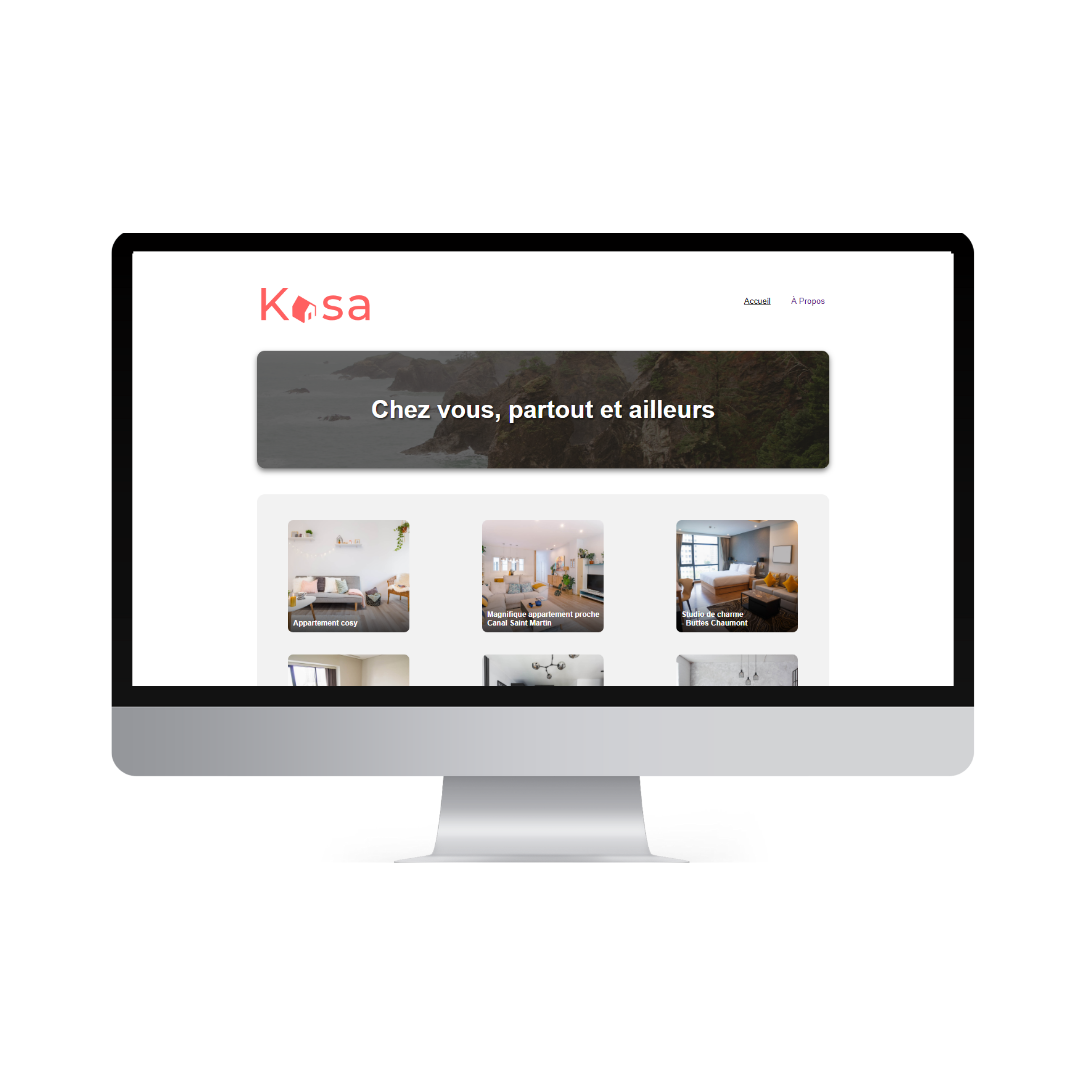 Kasa
Accueil
À Propos
Chez vous, partout et ailleurs
Appartement cosy
Magnifique appartement proche
Canal Saint Martin
Studio de charme
- Buttes Chaumont